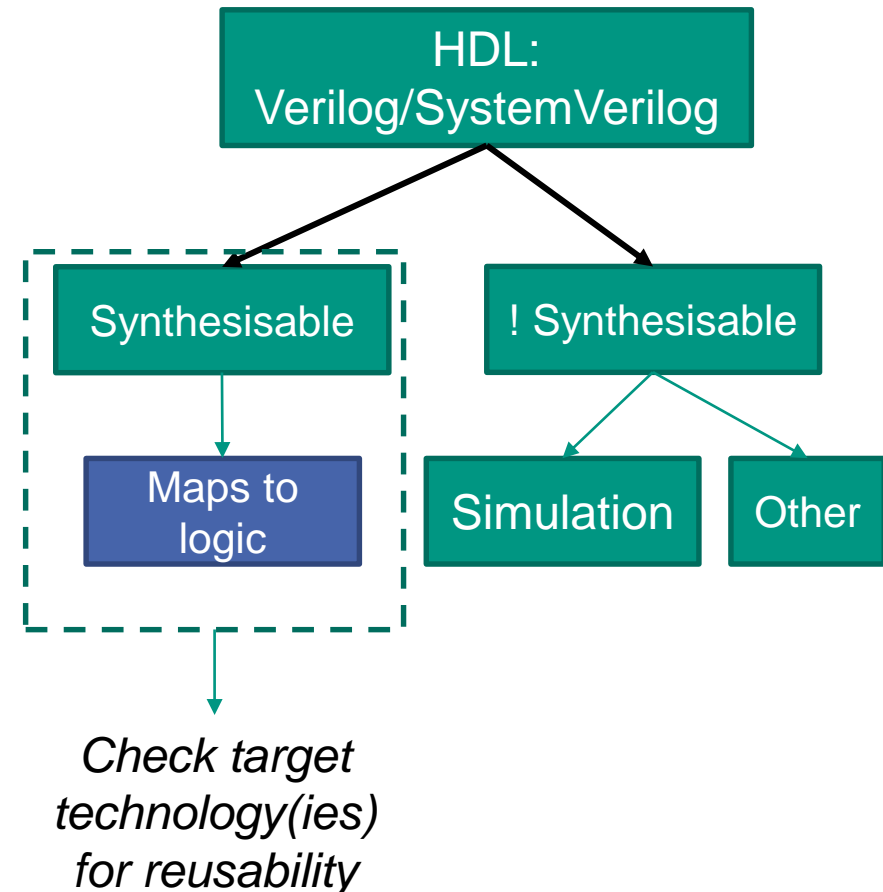 HDL:
Verilog/SystemVerilog
Synthesisable
! Synthesisable
Maps to
logic
Simulation
Other
Check target
technology(ies)
for reusability